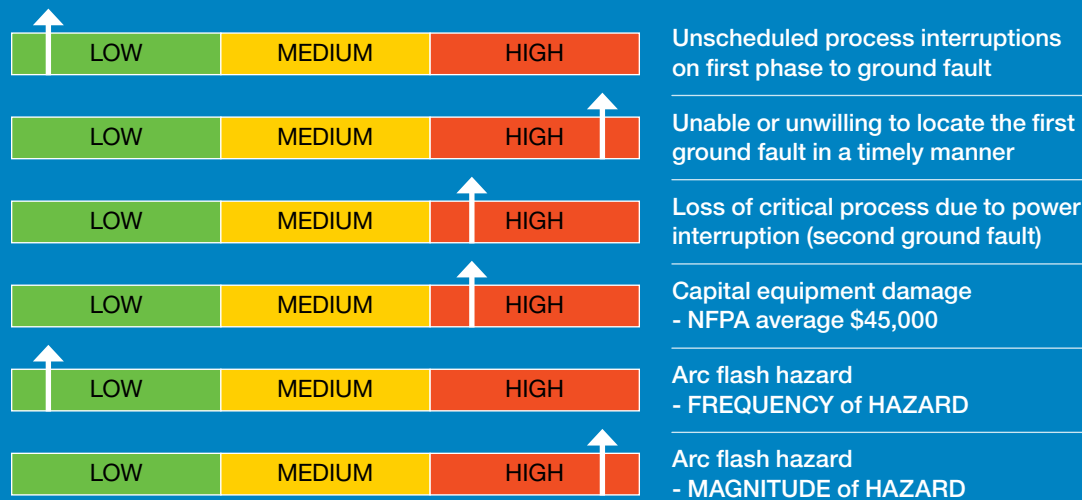 LOW MEDIUM HIGH
Unscheduled process interruptions
on first phase to ground fault
LOW MEDIUM HIGH
Unable or unwilling to locate the first
ground fault in a timely manner
LOW MEDIUM HIGH
Loss of critical process due to power
interruption (second ground fault)
LOW MEDIUM HIGH
Capital equipment damage
- NFPA average $45,000
LOW MEDIUM HIGH
Arc flash hazard
- FREQUENCY of HAZARD
LOW MEDIUM HIGH
Arc flash hazard
- MAGNITUDE of HAZARD